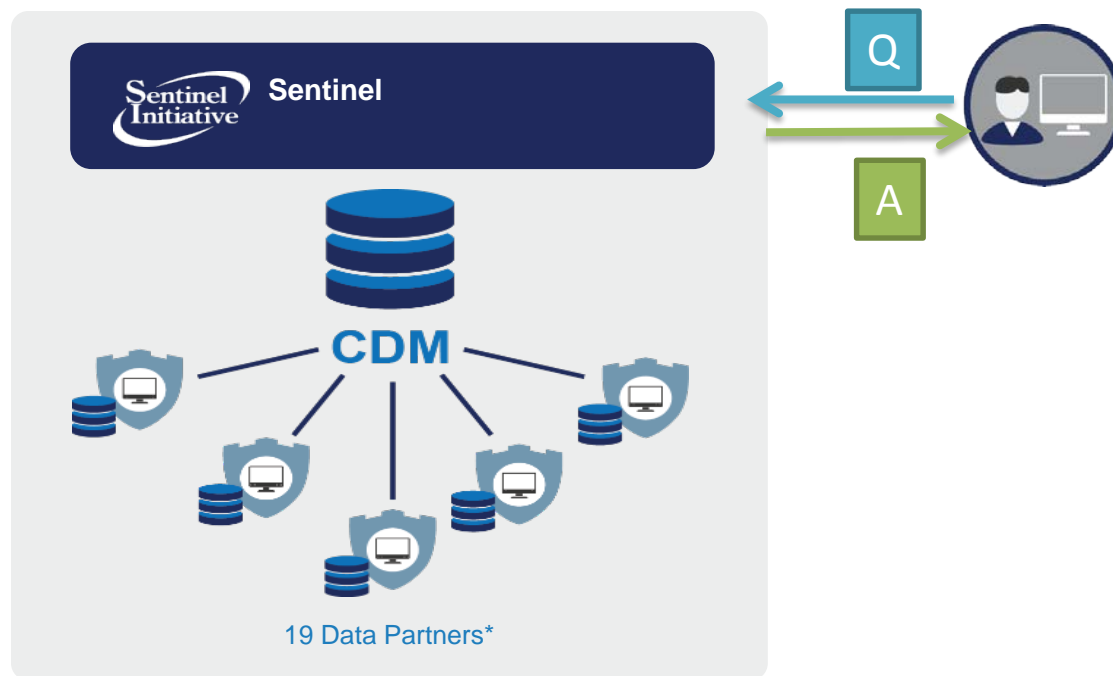 Sentinel
Initiative
Sentinel
Q
A
CDM
19 Data Partners*